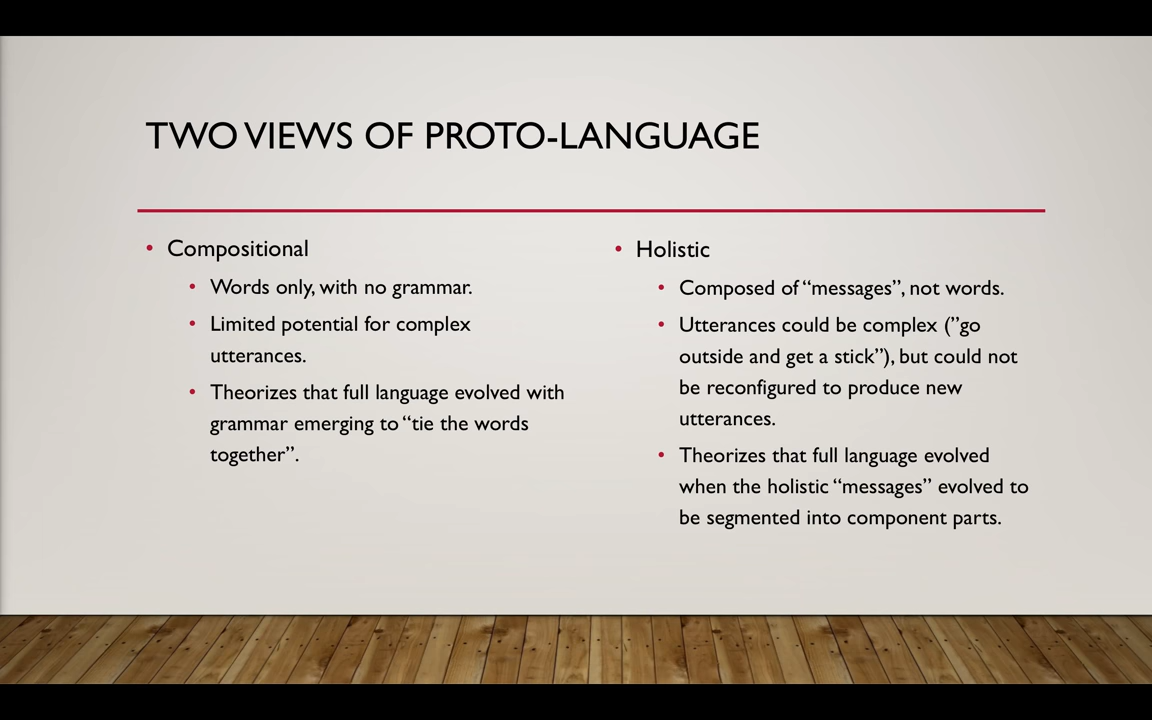 TWO VIEWS OF PROTO-LANGUAGE
• Compositional
• Words only, with no grammar.
• Limited potential for complex
utterances.
• Theorizes that full language evolved with
grammar emerging to “tie the words
together”.
• Holistic
• Composed of “messages”, not words.
• Utterances could be complex (”go
outside and get a stick”), but could not
be reconfigured to produce new
utterances.
• Theorizes that full language evolved
when the holistic “messages” evolved to
be segmented into component parts.